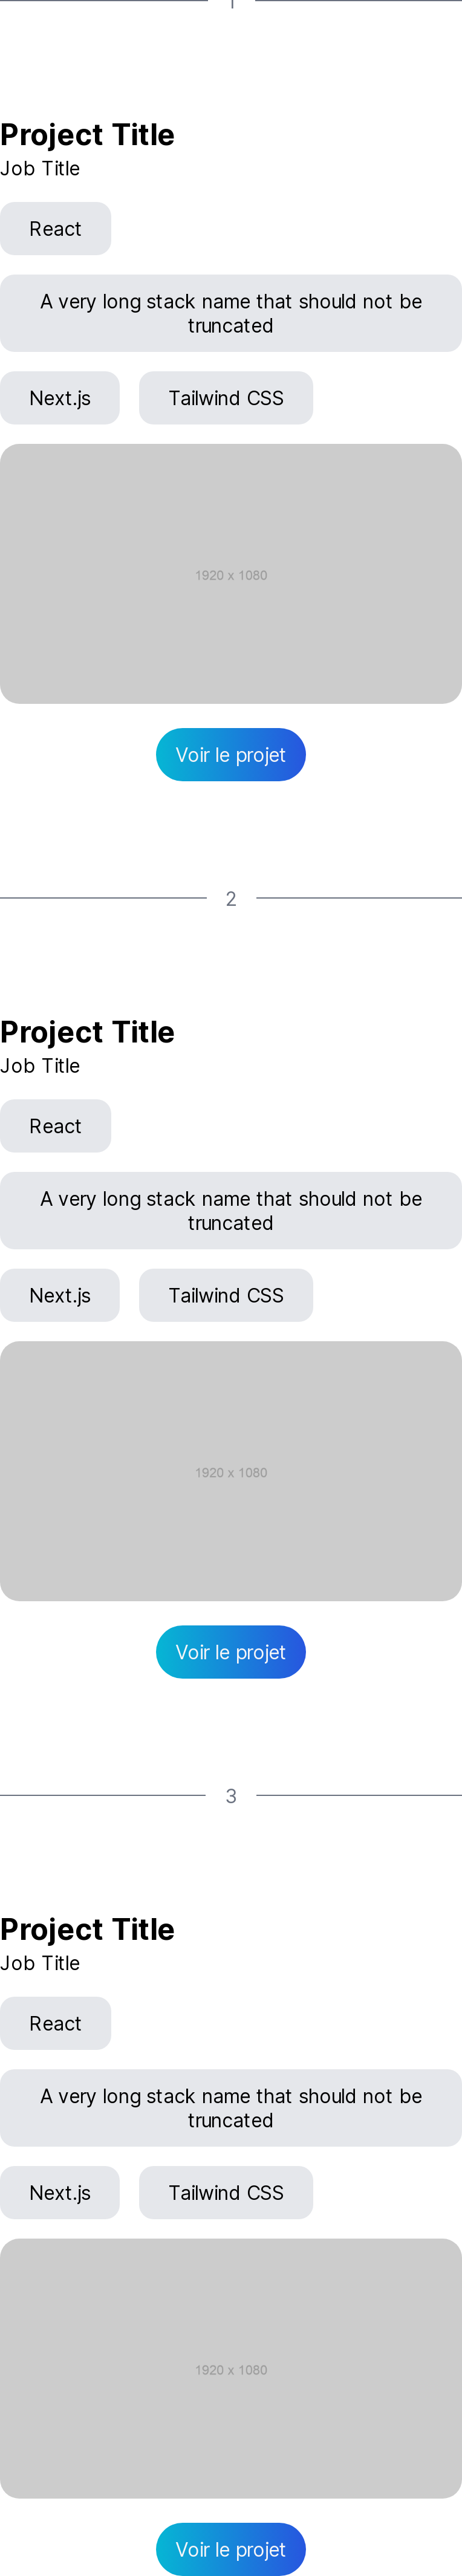 1
Project Title
Job Title
React
A very long stack name that should not be
truncated
Next.js
Tailwind CSS
1920 x 1080
Voir le projet
2
Project Title
Job Title
React
A very long stack name that should not be
truncated
Next.js
Tailwind CSS
1920 x 1080
Voir le projet
3
Project Title
Job Title
React
A very long stack name that should not be
truncated
Next.js
Tailwind CSS
1920 x 1080
Voir le projet